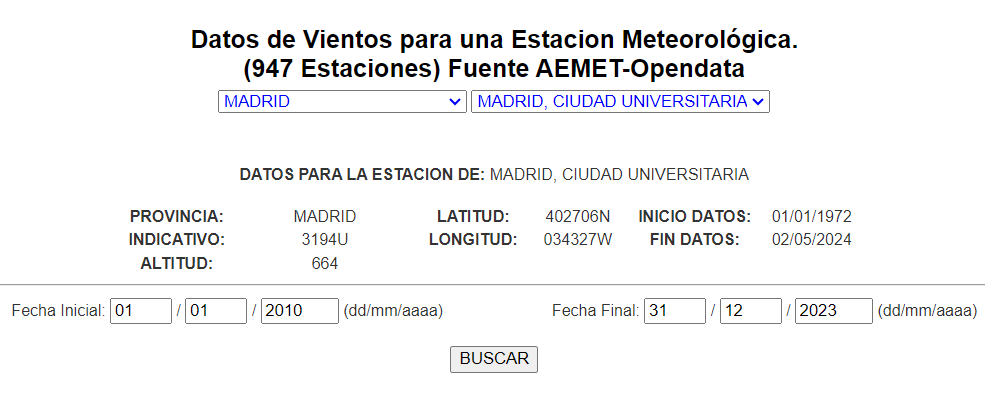 Datos de Vientos para una Estacion Meteorológica.
(947 Estaciones) Fuente AEMET-Opendata
MADRID MADRID, CIUDAD UNIVERSITARIA
DATOS PARA LA ESTACION DE: MADRID, CIUDAD UNIVERSITARIA
PROVINCIA: MADRID LATITUD: 402706N INICIO DATOS: 01/01/1972
INDICATIVO: 3194U LONGITUD: 034327W FIN DATOS: 02/05/2024
ALTITUD: 664
Fecha Inicial: 01 / 01 / 2010 (dd/mm/aaaa) Fecha Final: 31 / 12 / 2023 (dd/mm/aaaa)
BUSCAR